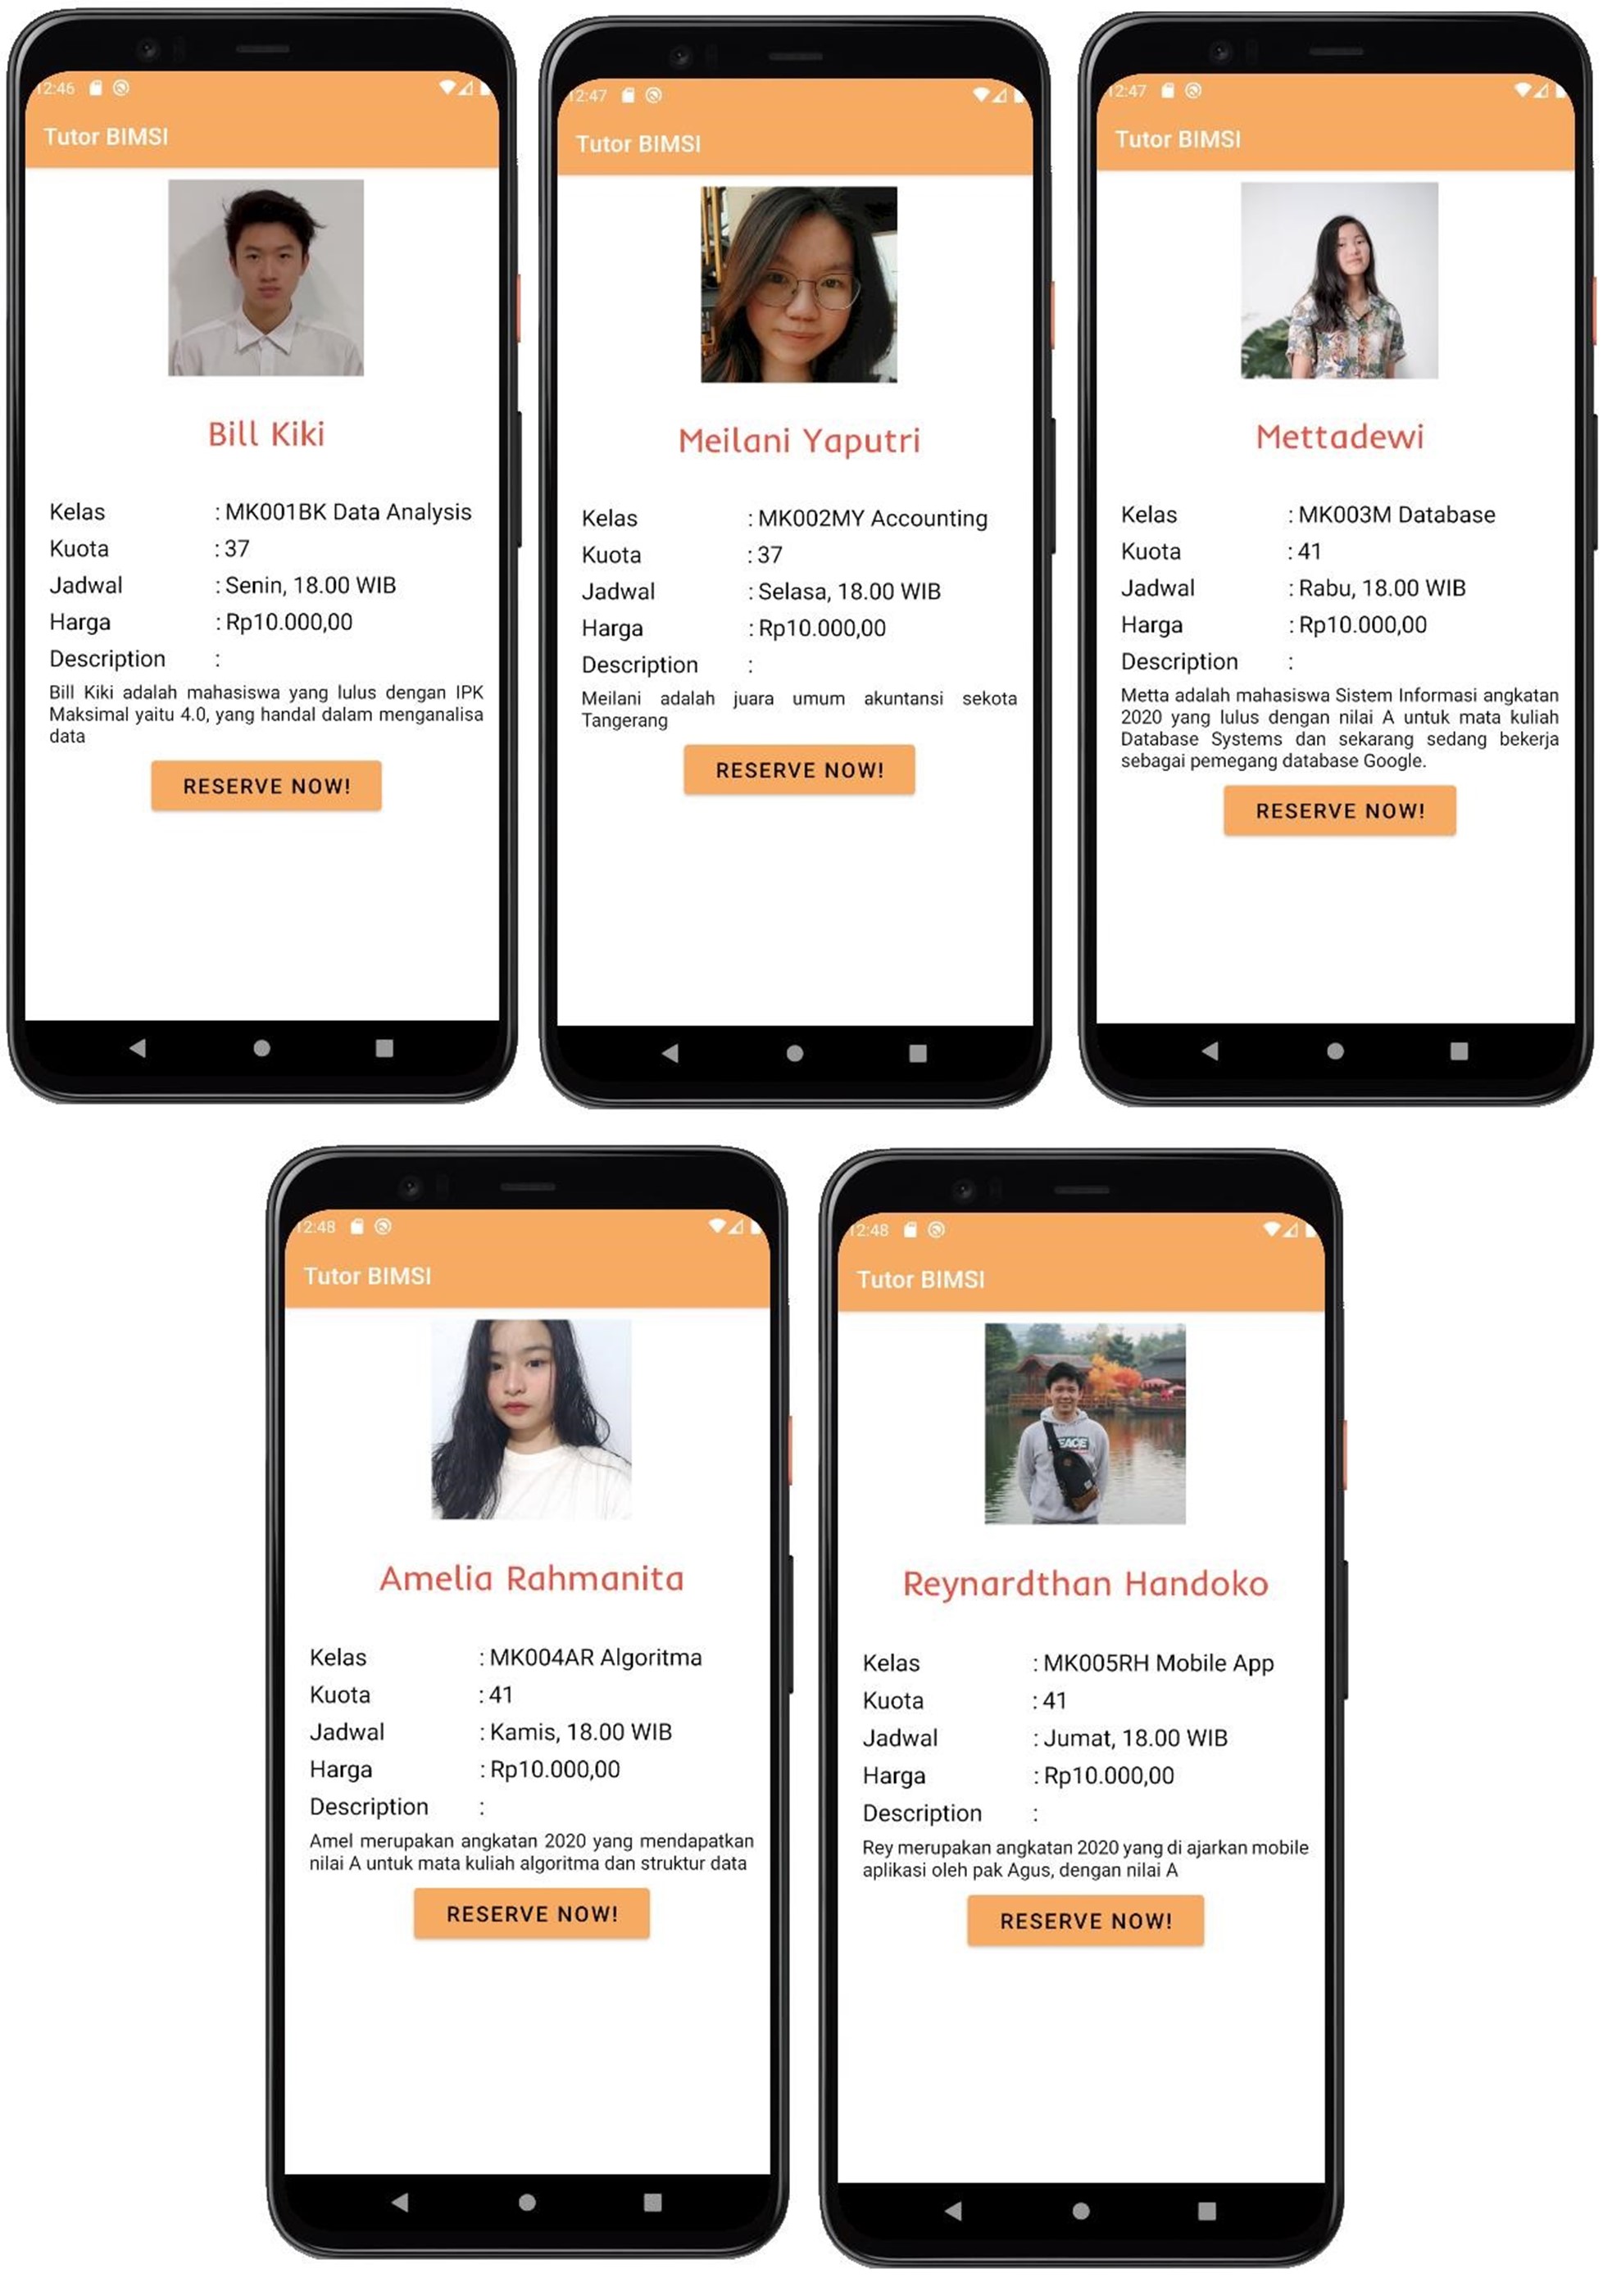 12:46
Tutor BIMSI
Bill Kiki
Kelas : MK001BK Data Analysis
Kuota : 37
Jadwal : Senin, 18.00 WIB
Harga : Rp10.000,00
Description :
Bill Kiki adalah mahasiswa yang lulus dengan IPK
Maksimal yaitu 4.0, yang handal dalam menganalisa
data
RESERVE NOW!
12:47
Tutor BIMSI
Meilani Yaputri
Kelas : MK002MY Accounting
Kuota : 37
Jadwal : Selasa, 18.00 WIB
Harga : Rp10.000,00
Description :
Meilani adalah juara umum akuntansi sekota
Tangerang
RESERVE NOW!
12:47
Tutor BIMSI
Mettadewi
Kelas : MK003M Database
Kuota : 41
Jadwal : Rabu, 18.00 WIB
Harga : Rp10.000,00
Description :
Metta adalah mahasiswa Sistem Informasi angkatan
2020 yang lulus dengan nilai A untuk mata kuliah
Database Systems dan sekarang sedang bekerja
sebagai pemegang database Google.
RESERVE NOW!
12:48
Tutor BIMSI
Amelia Rahmanita
Kelas : MK004AR Algoritma
Kuota : 41
Jadwal : Kamis, 18.00 WIB
Harga : Rp10.000,00
Description :
Amel merupakan angkatan 2020 yang mendapatkan
nilai A untuk mata kuliah algoritma dan struktur data
RESERVE NOW!
12:48
Tutor BIMSI
PEACE
Reynardthan Handoko
Kelas : MK005RH Mobile App
Kuota : 41
Jadwal : Jumat, 18.00 WIB
Harga : Rp10.000,00
Description :
Rey merupakan angkatan 2020 yang di ajarkan mobile
aplikasi oleh pak Agus, dengan nilai A
RESERVE NOW!